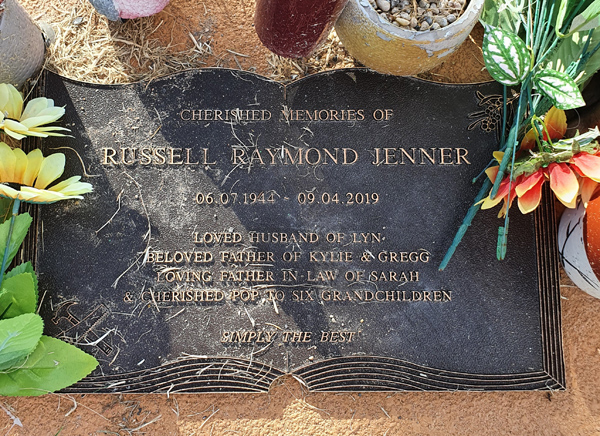 CHERISHED MEMORIES OF
RUSSELL RAYMOND JENNER
06.07.1944 - 09.04.2019
LOVED HUSBAND OF LYN
BELOVED FATHER OF KYLIE & GREGG
LOVING FATHER IN LAW OF SARAH
& CHERISHED POP TO SIX GRANDCHILDREN
SIMPLY THE BEST